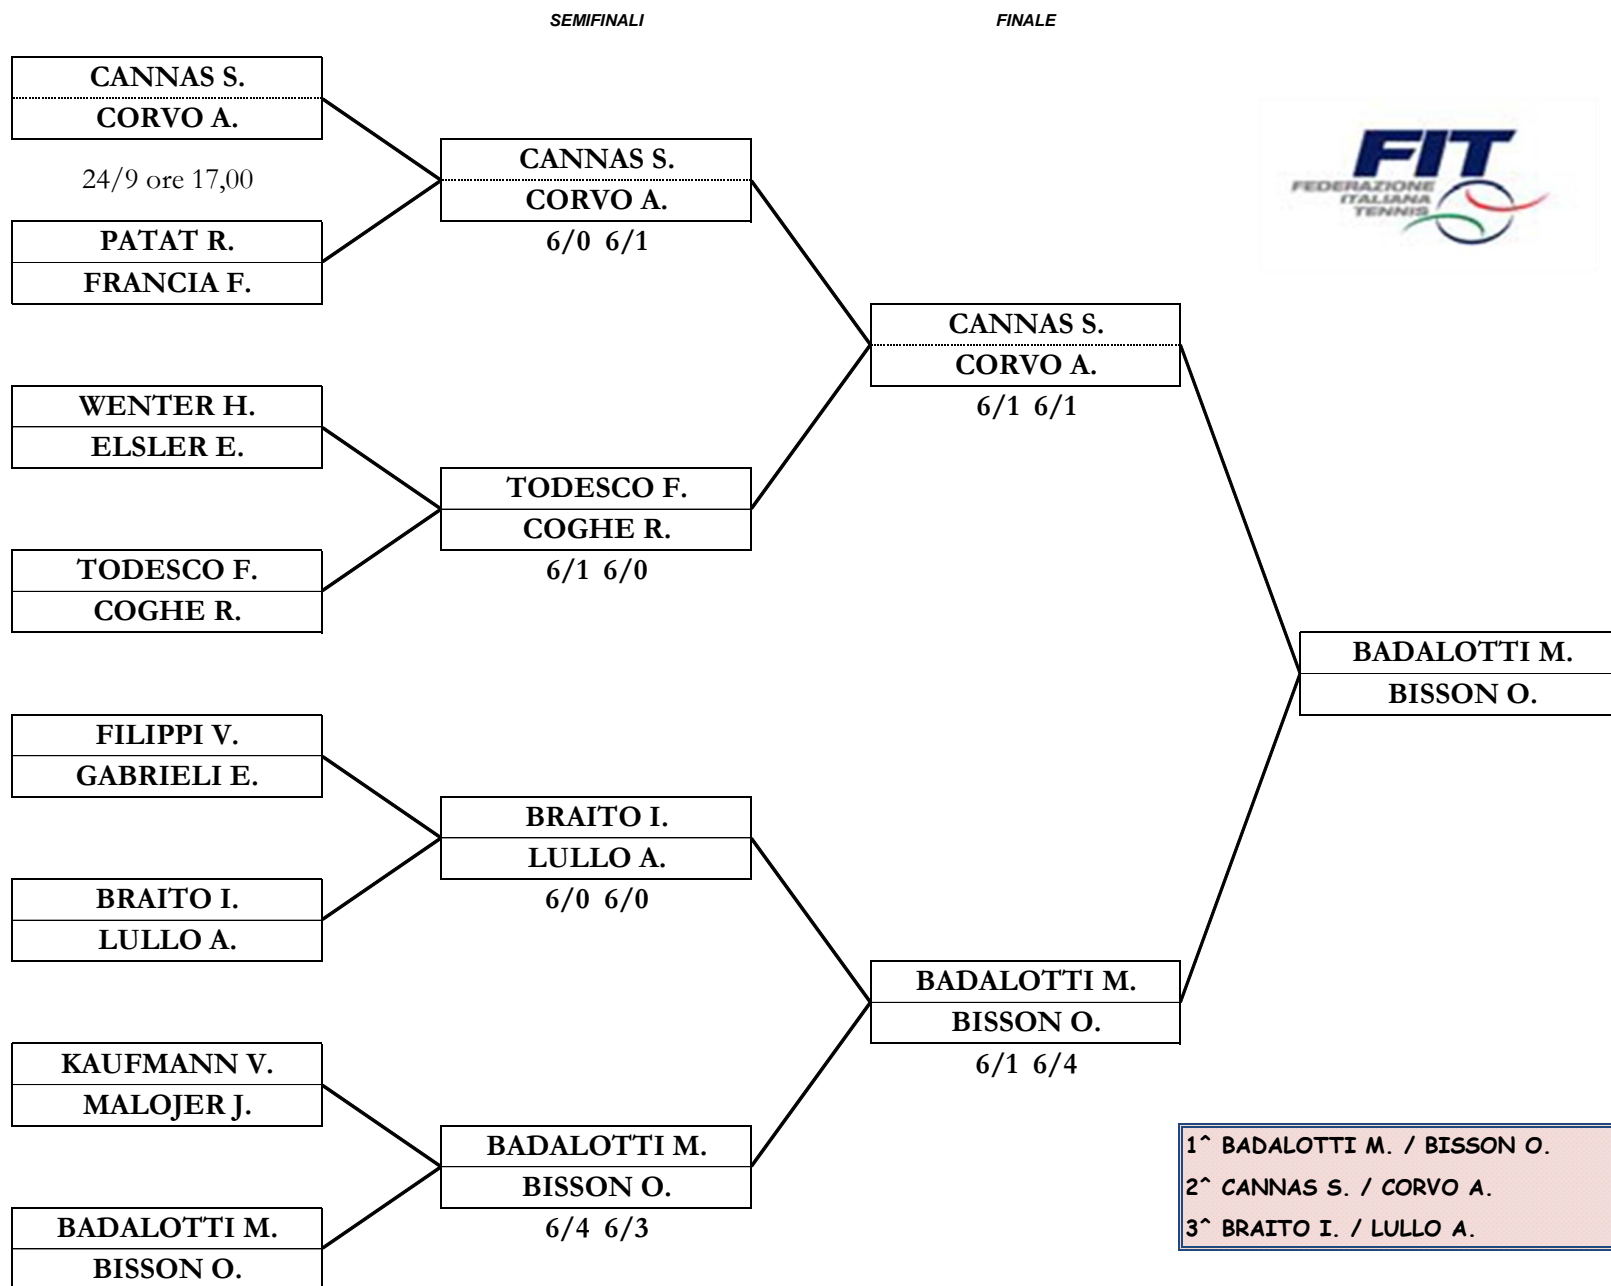 SEMIFINALI
FINALE
CANNAS S.
CORVO A.
24/9 ore 17,00
PATAT R.
FRANCIA F.
WENTER H.
ELSLER E.
TODESCO F.
COGHE R.
FILIPPI V.
GABRIELI E.
BRAITO I.
LULLO A.
KAUFMANN V.
MALOJER J.
BADALOTTI M.
BISSON O.
CANNAS S.
CORVO A.
6/0 6/1
TODESCO F.
COGHE R.
6/1 6/0
BRAITO I.
LULLO A.
6/0 6/0
BADALOTTI M.
BISSON O.
6/4 6/3
CANNAS S.
CORVO A.
6/1 6/1
BADALOTTI M.
BISSON O.
6/1 6/4
FIT
FEDERAZIONE
ITALIANA
TENNIS
BADALOTTI M.
BISSON O.
1^ BADALOTTI M. / BISSON O.
2^ CANNAS S. / CORVO A.
3^ BRAITO I. / LULLO A.